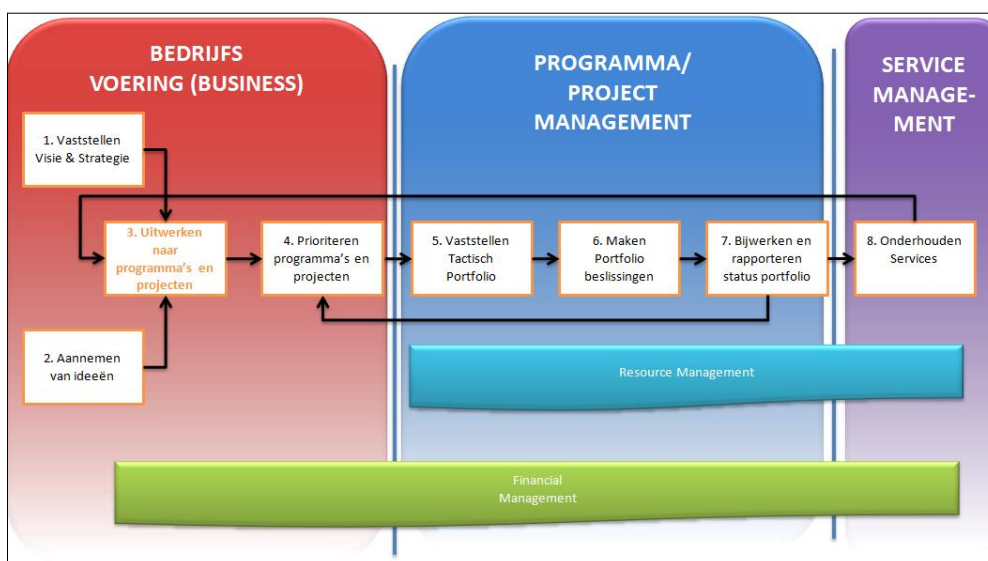 BEDRIJFS
VOERING (BUSINESS)
PROGRAMMA/
PROJECT
MANAGEMENT
SERVICE
MANAGE-
MENT
1. Vaststellen
Visie & Strategie
3. Uitwerken
naar
programma's en
projecten
4. Prioriteren
programma's en
projecten
5. Vaststellen
Tactisch
Portfolio
6. Maken
Portfolio
beslissingen
7. Bijwerken en
rapporteren
status portfolio
8. Onderhouden
Services
2. Aannemen
van ideeën
Resource Management
Financial
Management